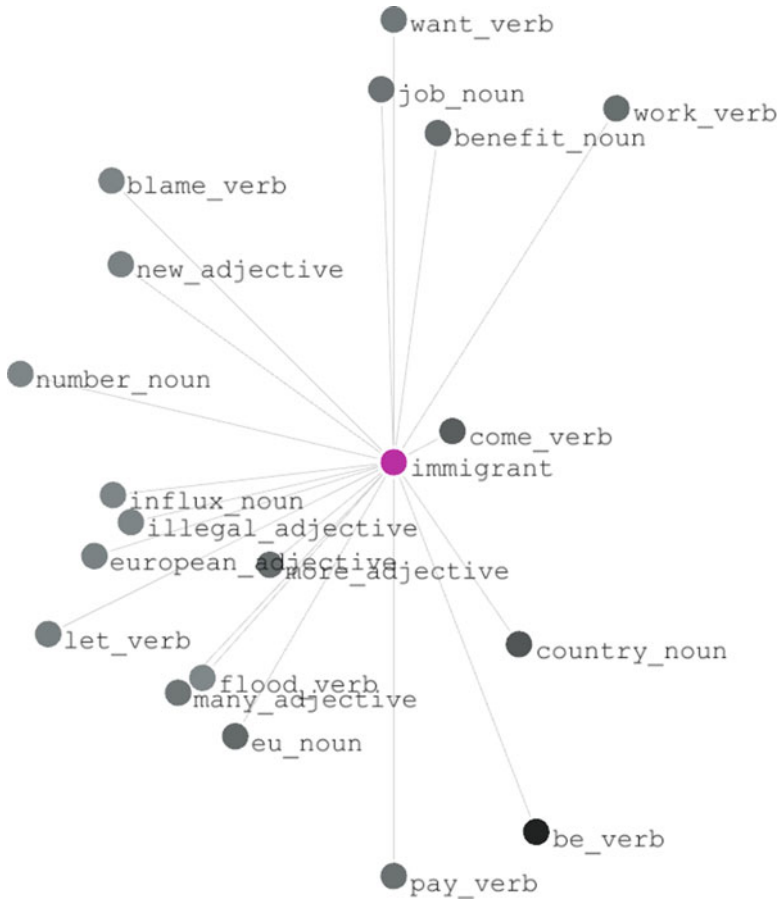 want_verb
job_noun
work_verb
benefit_noun
blame_verb
new_adjective
number_noun
come_verb
immigrant
influx_noun
illegal_adjective
european_adjective
more_adjective
let_verb
country_noun
flood_verb
many_adjective
eu_noun
be_verb
pay_verb